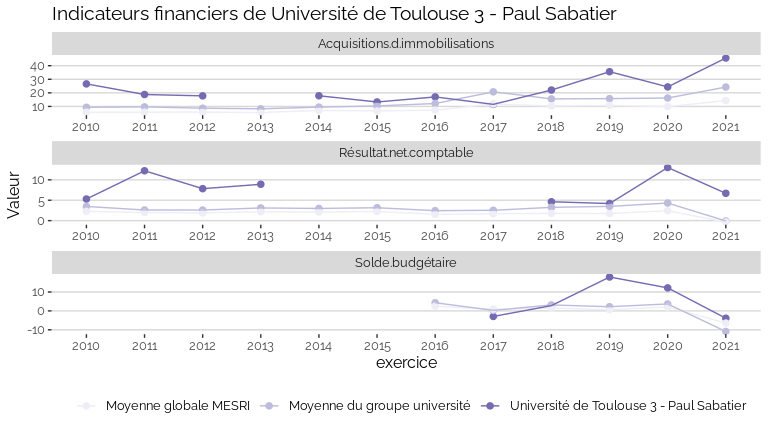 Indicateurs financiers de Université de Toulouse 3 - Paul Sabatier
Acquisitions.d.immobilisations
40
30
20
10
2010 2011 2012 2013 2014 2015 2016 2017 2018 2019 2020 2021
Résultat.net.comptable
10
5
0
2010 2011 2012 2013 2014 2015 2016 2017 2018 2019 2020 2021
Valeur
Solde.budgétaire
10
0
-10
2010 2011 2012 2013 2014 2015 2016 2017 2018 2019 2020 2021
exercice
Moyenne globale MESRI Moyenne du groupe université Université de Toulouse 3 - Paul Sabatier